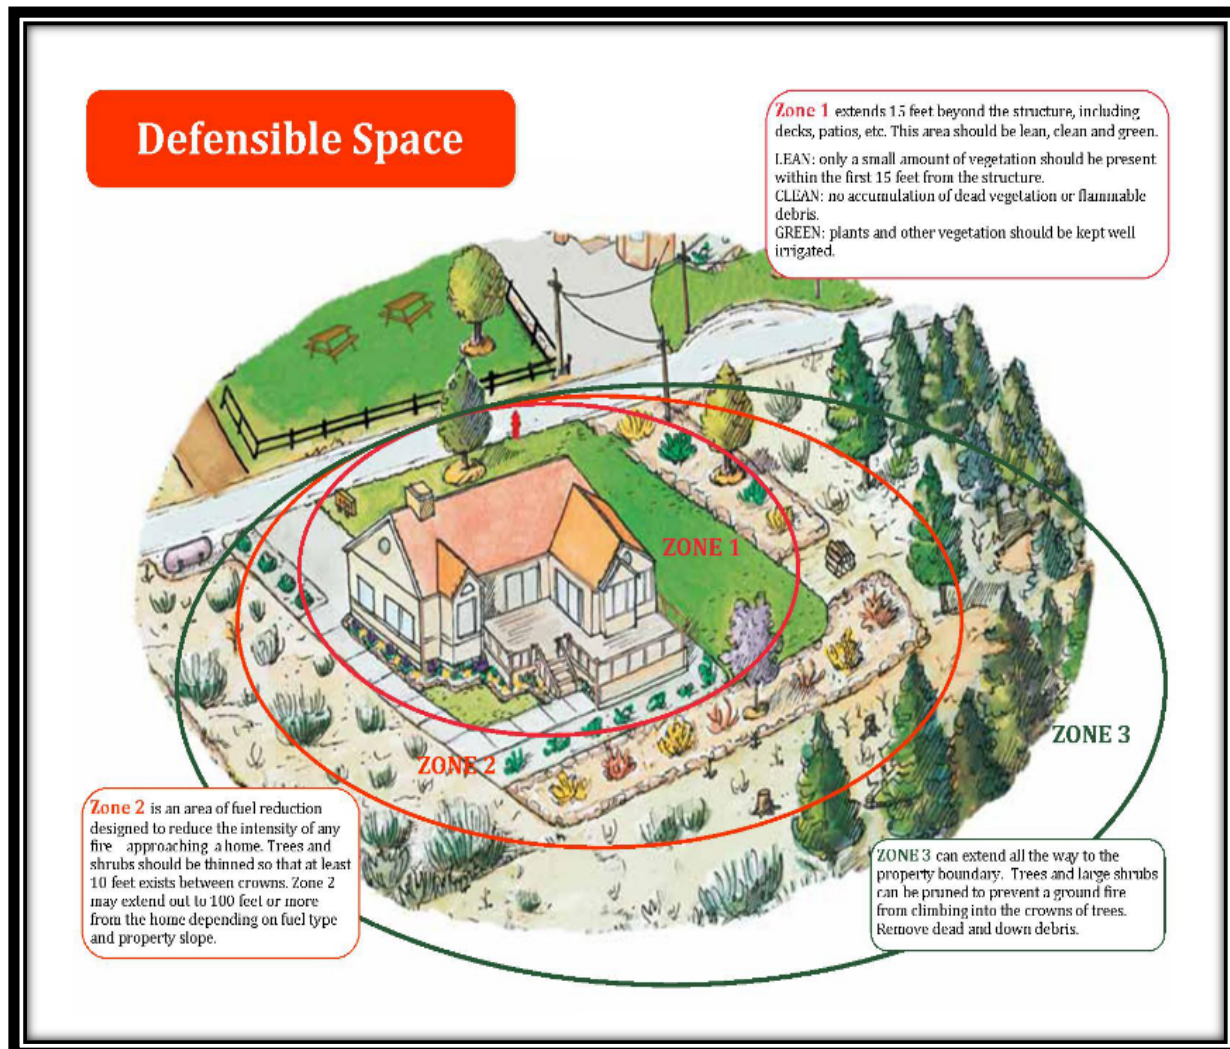 Defensible Space
Zone 1 extends 15 feet beyond the structure, including
decks, patios, etc. This area should be lean, clean and green.
LEAN: only a small amount of vegetation should be present
within the first 15 feet from the structure.
CLEAN: no accumulation of dead vegetation or flammable
debris.
GREEN: plants and other vegetation should be kept well
irrigated.
ZONE 1
ZONE 3
ZONE 2
Zone 2 is an area of fuel reduction
designed to reduce the intensity of any
fire approaching a home. Trees and
shrubs should be thinned so that at least
10 feet exists between crowns. Zone 2
may extend out to 100 feet or more
from the home depending on fuel type
and property slope.
ZONE 3 can extend all the way to the
property boundary. Trees and large shrubs
can be pruned to prevent a ground fire
from climbing into the crowns of trees.
Remove dead and down debris.